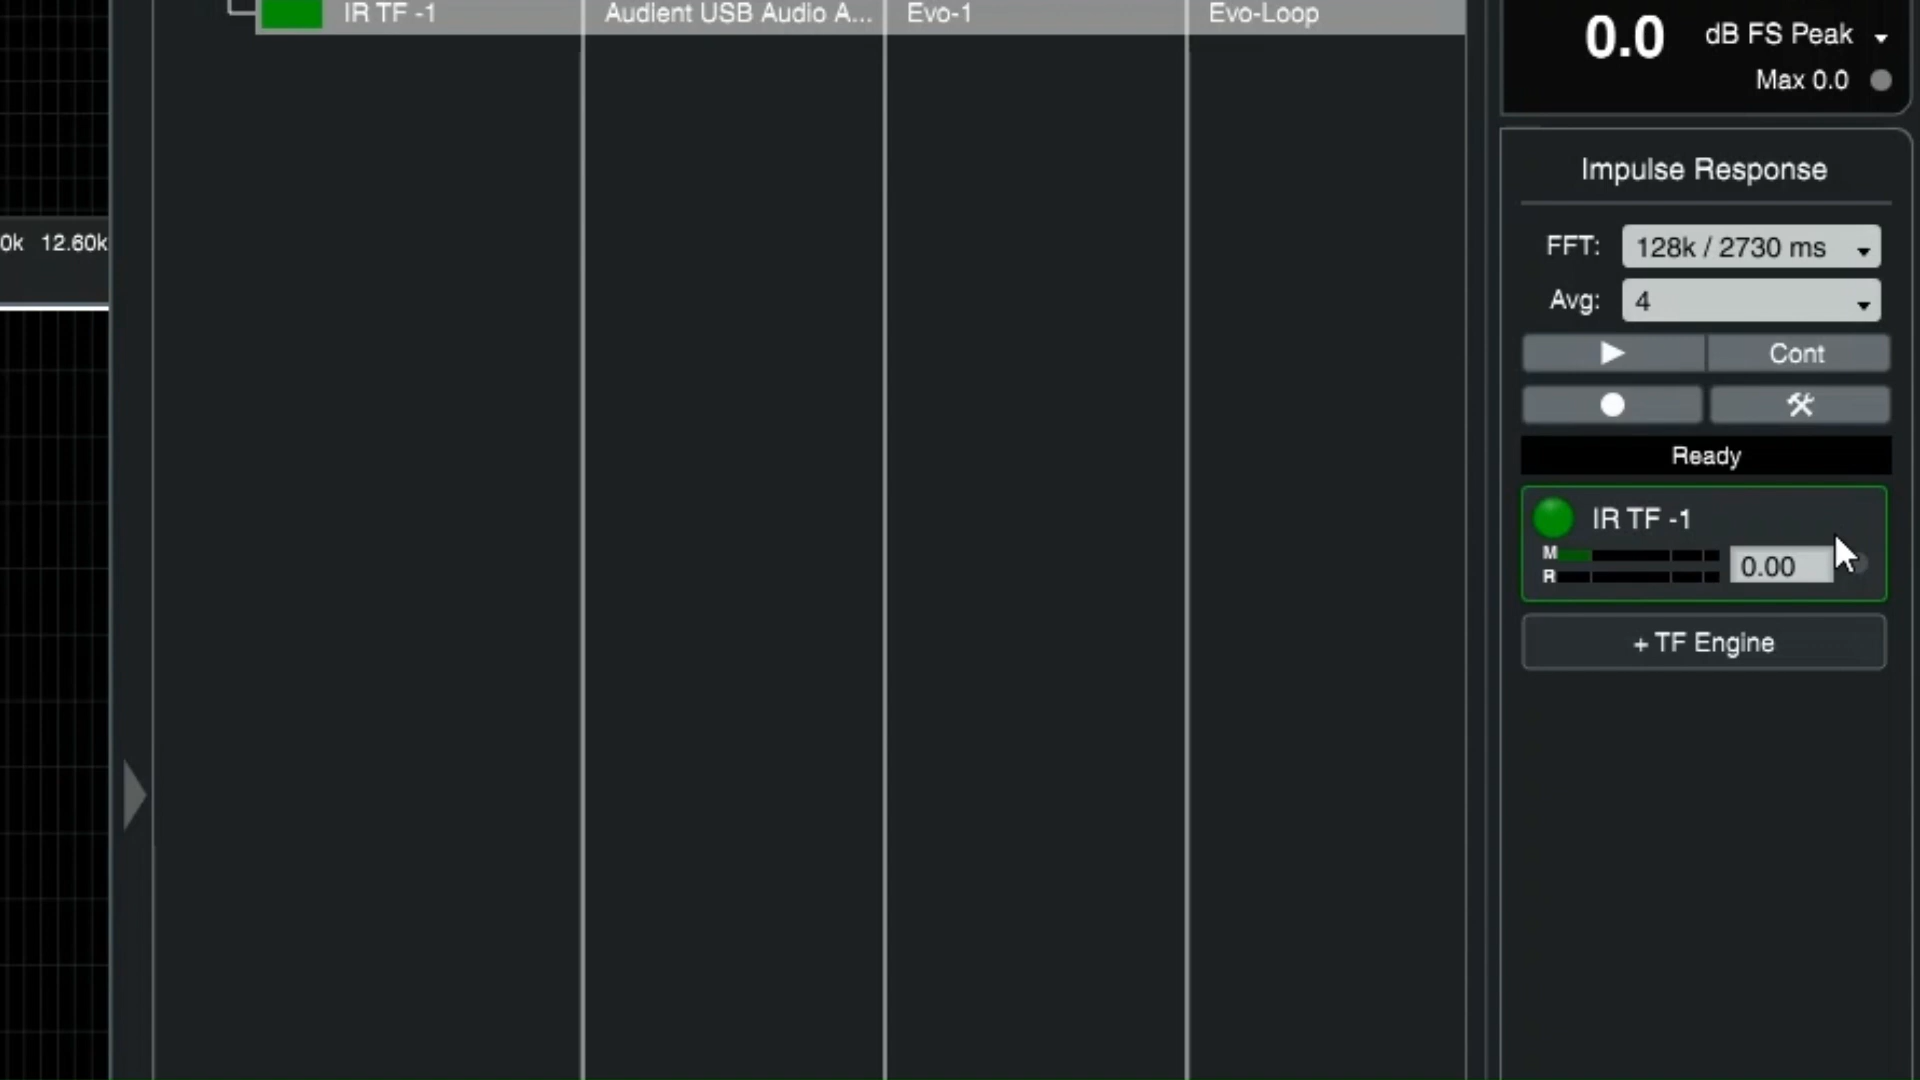 IR TF -1 Audient USB Audio A... Evo-1 Evo-Loop
0.0 dB FS Peak
Max 0.0
Impulse Response
0k 12.60k
FFT: 128k / 2730 ms
Avg: 4
Cont
Ready
IR TF -1
M
R
0.00
+ TF Engine